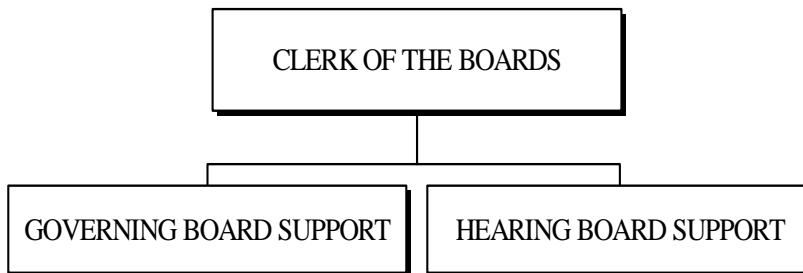 CLERK OF THE BOARDS
GOVERNING BOARD SUPPORT
HEARING BOARD SUPPORT